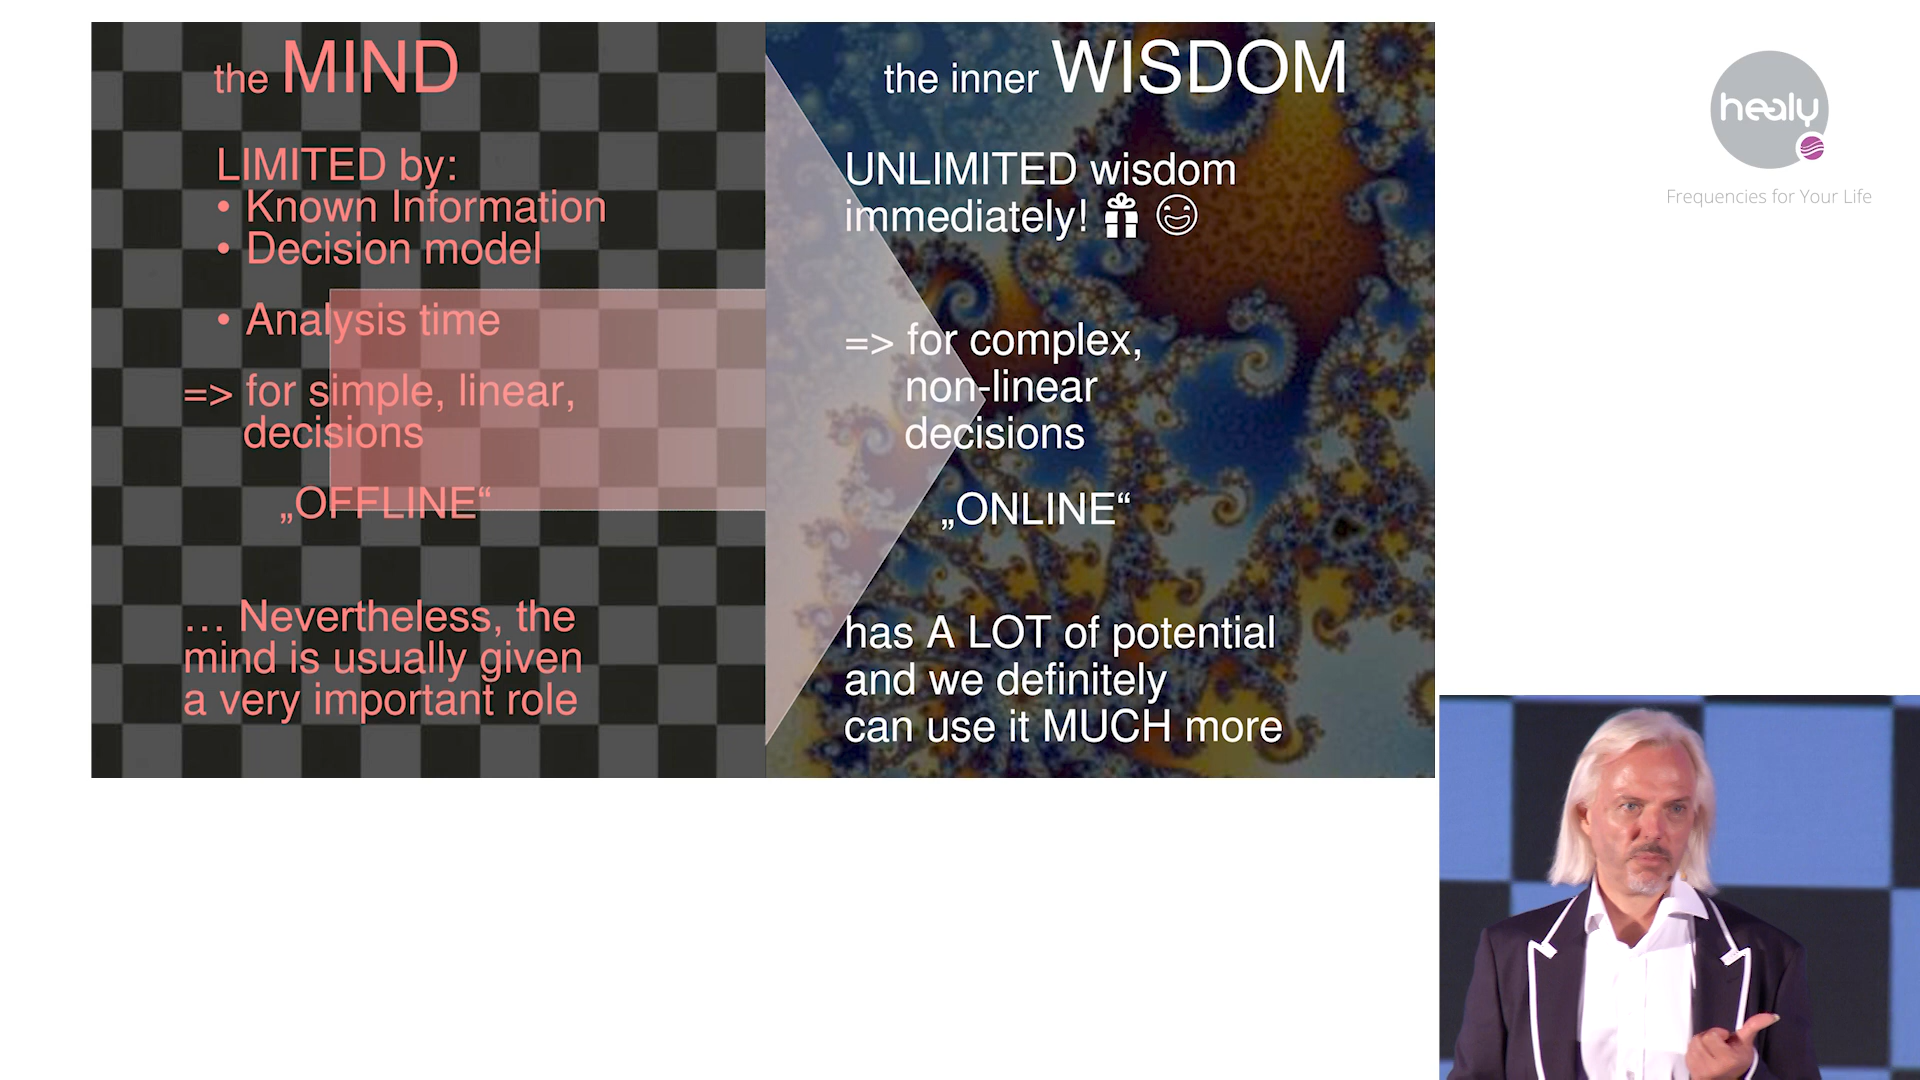 the MIND
LIMITED by:
• Known Information
• Decision model
• Analysis time
=> for simple, linear,
decisions
„OFFLINE“
… Nevertheless, the
mind is usually given
a very important role
the inner WISDOM
UNLIMITED wisdom
immediately!
=> for complex,
non-linear
decisions
„ONLINE“
has A LOT of potential
and we definitely
can use it MUCH more
healy
Frequencies for Your Life